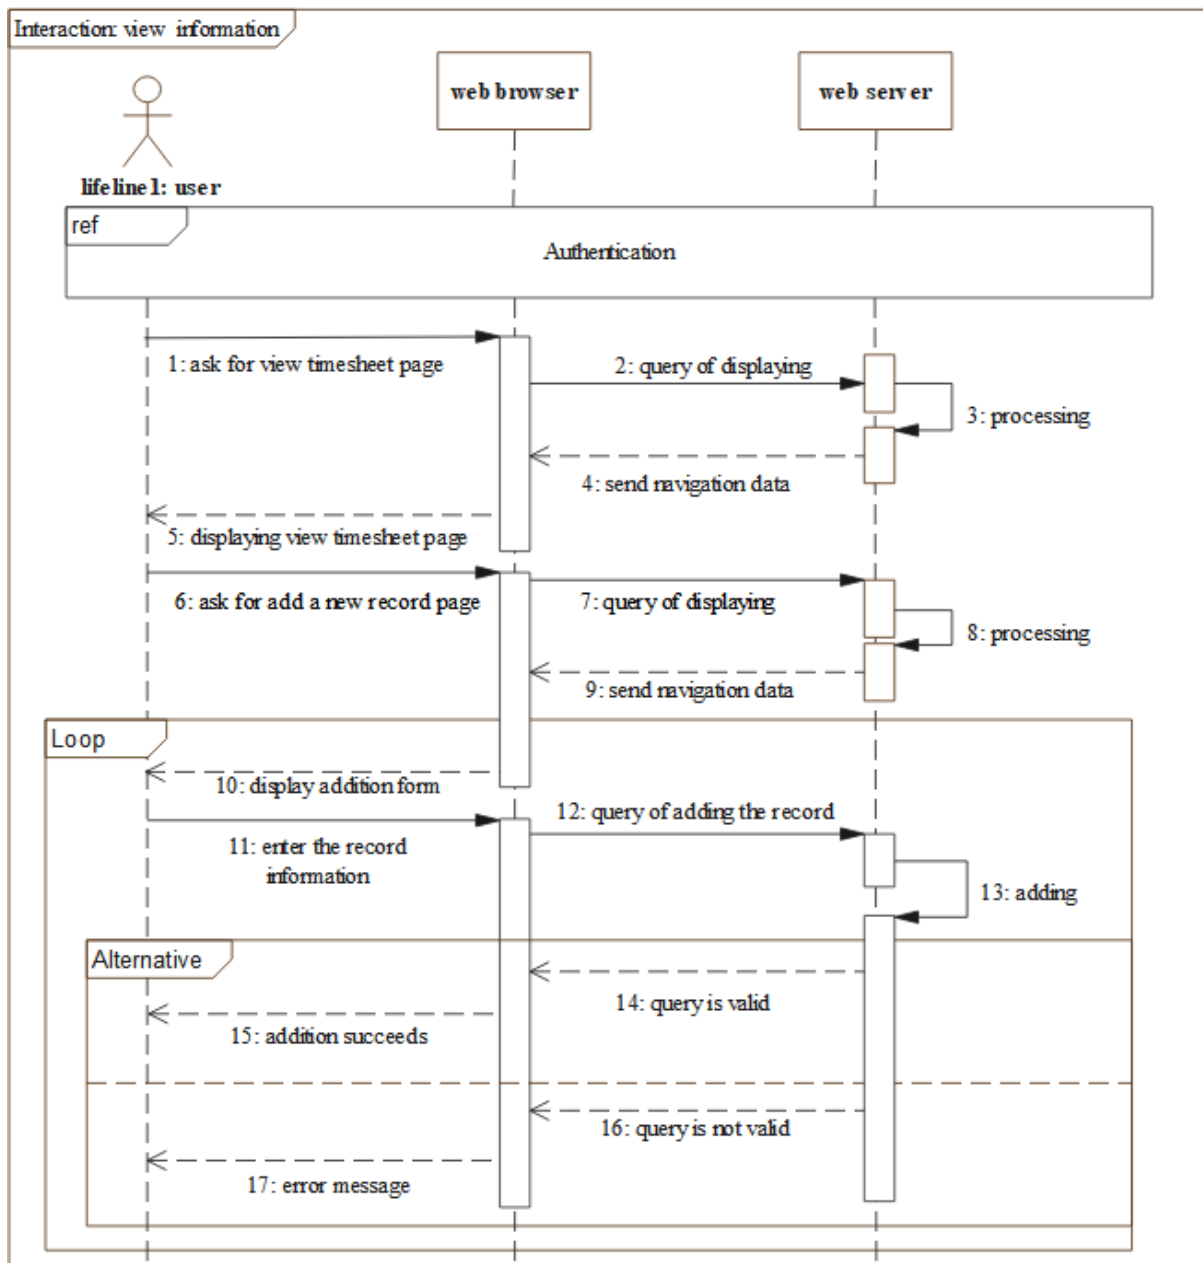 Interaction: view information
web browser
web server
lifeline1: user
ref
Authentication
1: ask for view timesheet page
2: query of displaying
3: processing
4: send navigation data
5: displaying view timesheet page
6: ask for add a new record page
7: query of displaying
8: processing
9: send navigation data
Loop
10: display addition form
12: query of adding the record
11: enter the record
information
13: adding
Alternative
14: query is valid
15: addition succeeds
16: query is not valid
17: error message